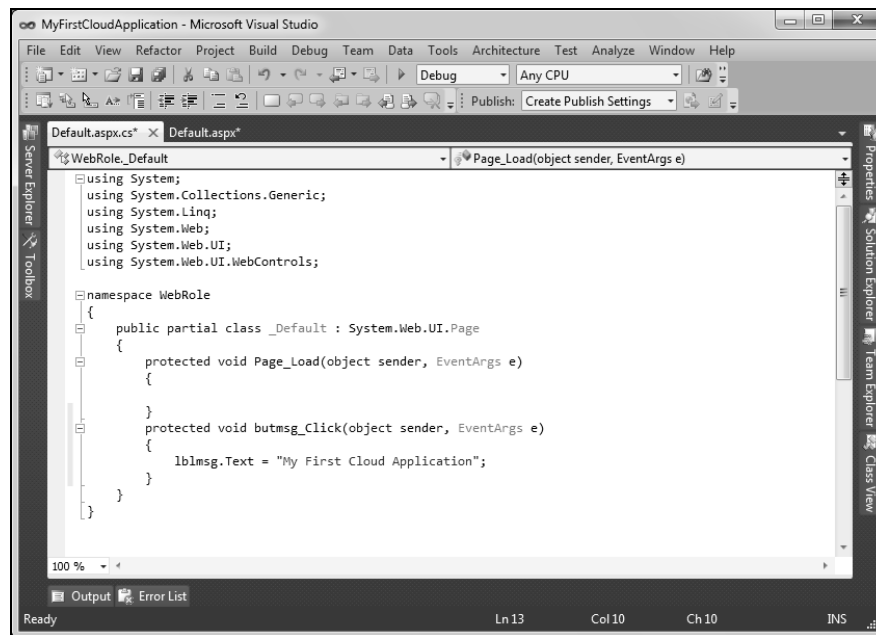 MyFirstCloudApplication - Microsoft Visual Studio
File Edit View Refactor Project Build Debug Team Data Tools Architecture Test Analyze Window Help
Debug Any CPU
Publish: Create Publish Settings
Default.aspx.cs* Default.aspx*
WebRole._Default Page_Load(object sender, EventArgs e)
using System;
using System.Collections.Generic;
using System.Linq;
using System.Web;
using System.Web.UI;
using System.Web.UI.WebControls;
namespace WebRole
{
public partial class _Default : System.Web.UI.Page
{
protected void Page_Load(object sender, EventArgs e)
{
}
protected void butmsg_Click(object sender, EventArgs e)
{
lblmsg.Text = "My First Cloud Application";
}
}
}
100 %
Server Explorer
Toolbox
Properties
Solution Explorer
Team Explorer
Class View
Output Error List
Ready Ln 13 Col 10 Ch 10 INS